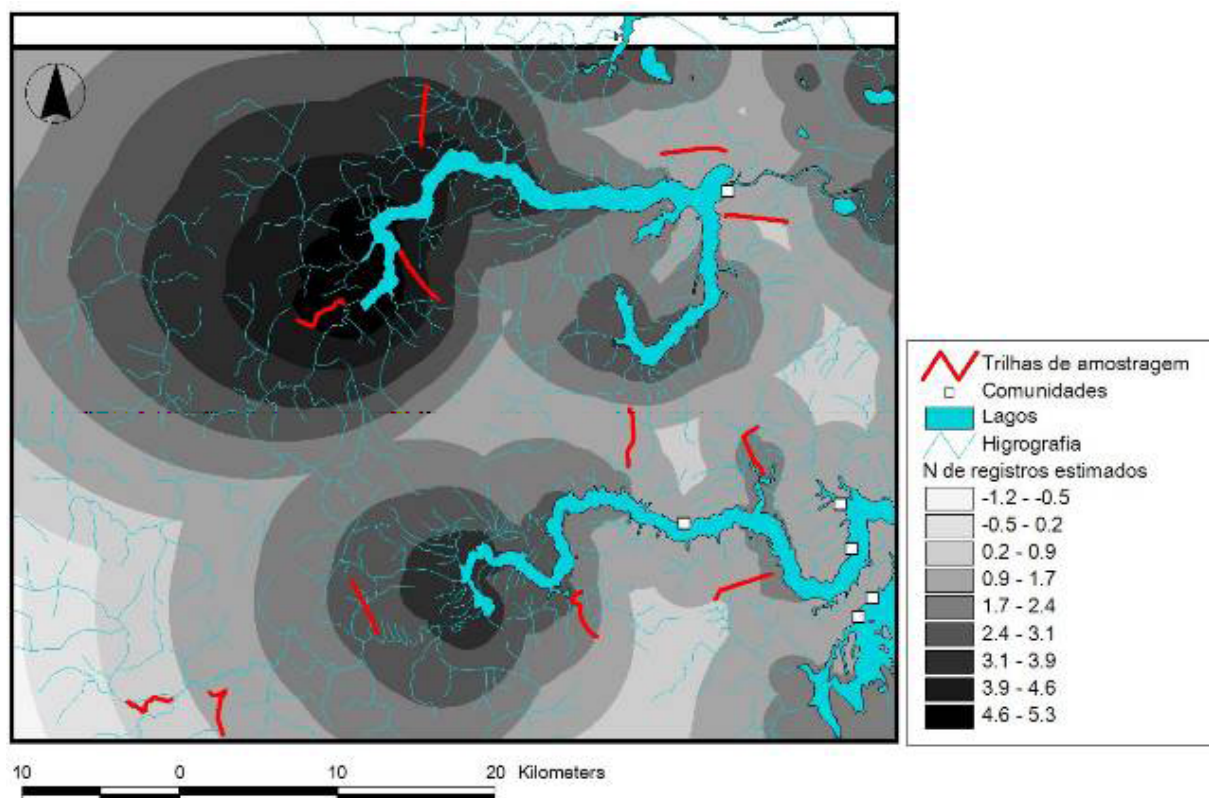 Trilhas de amostragem
Comunidades
Lagos
Higrografia
N de registros estimados
-1.2 - -0.5
-0.5 - 0.2
0.2 - 0.9
0.9 - 1.7
1.7 - 2.4
2.4 - 3.1
3.1 - 3.9
3.9 - 4.6
4.6 - 5.3
10 0 10 20 Kilometers